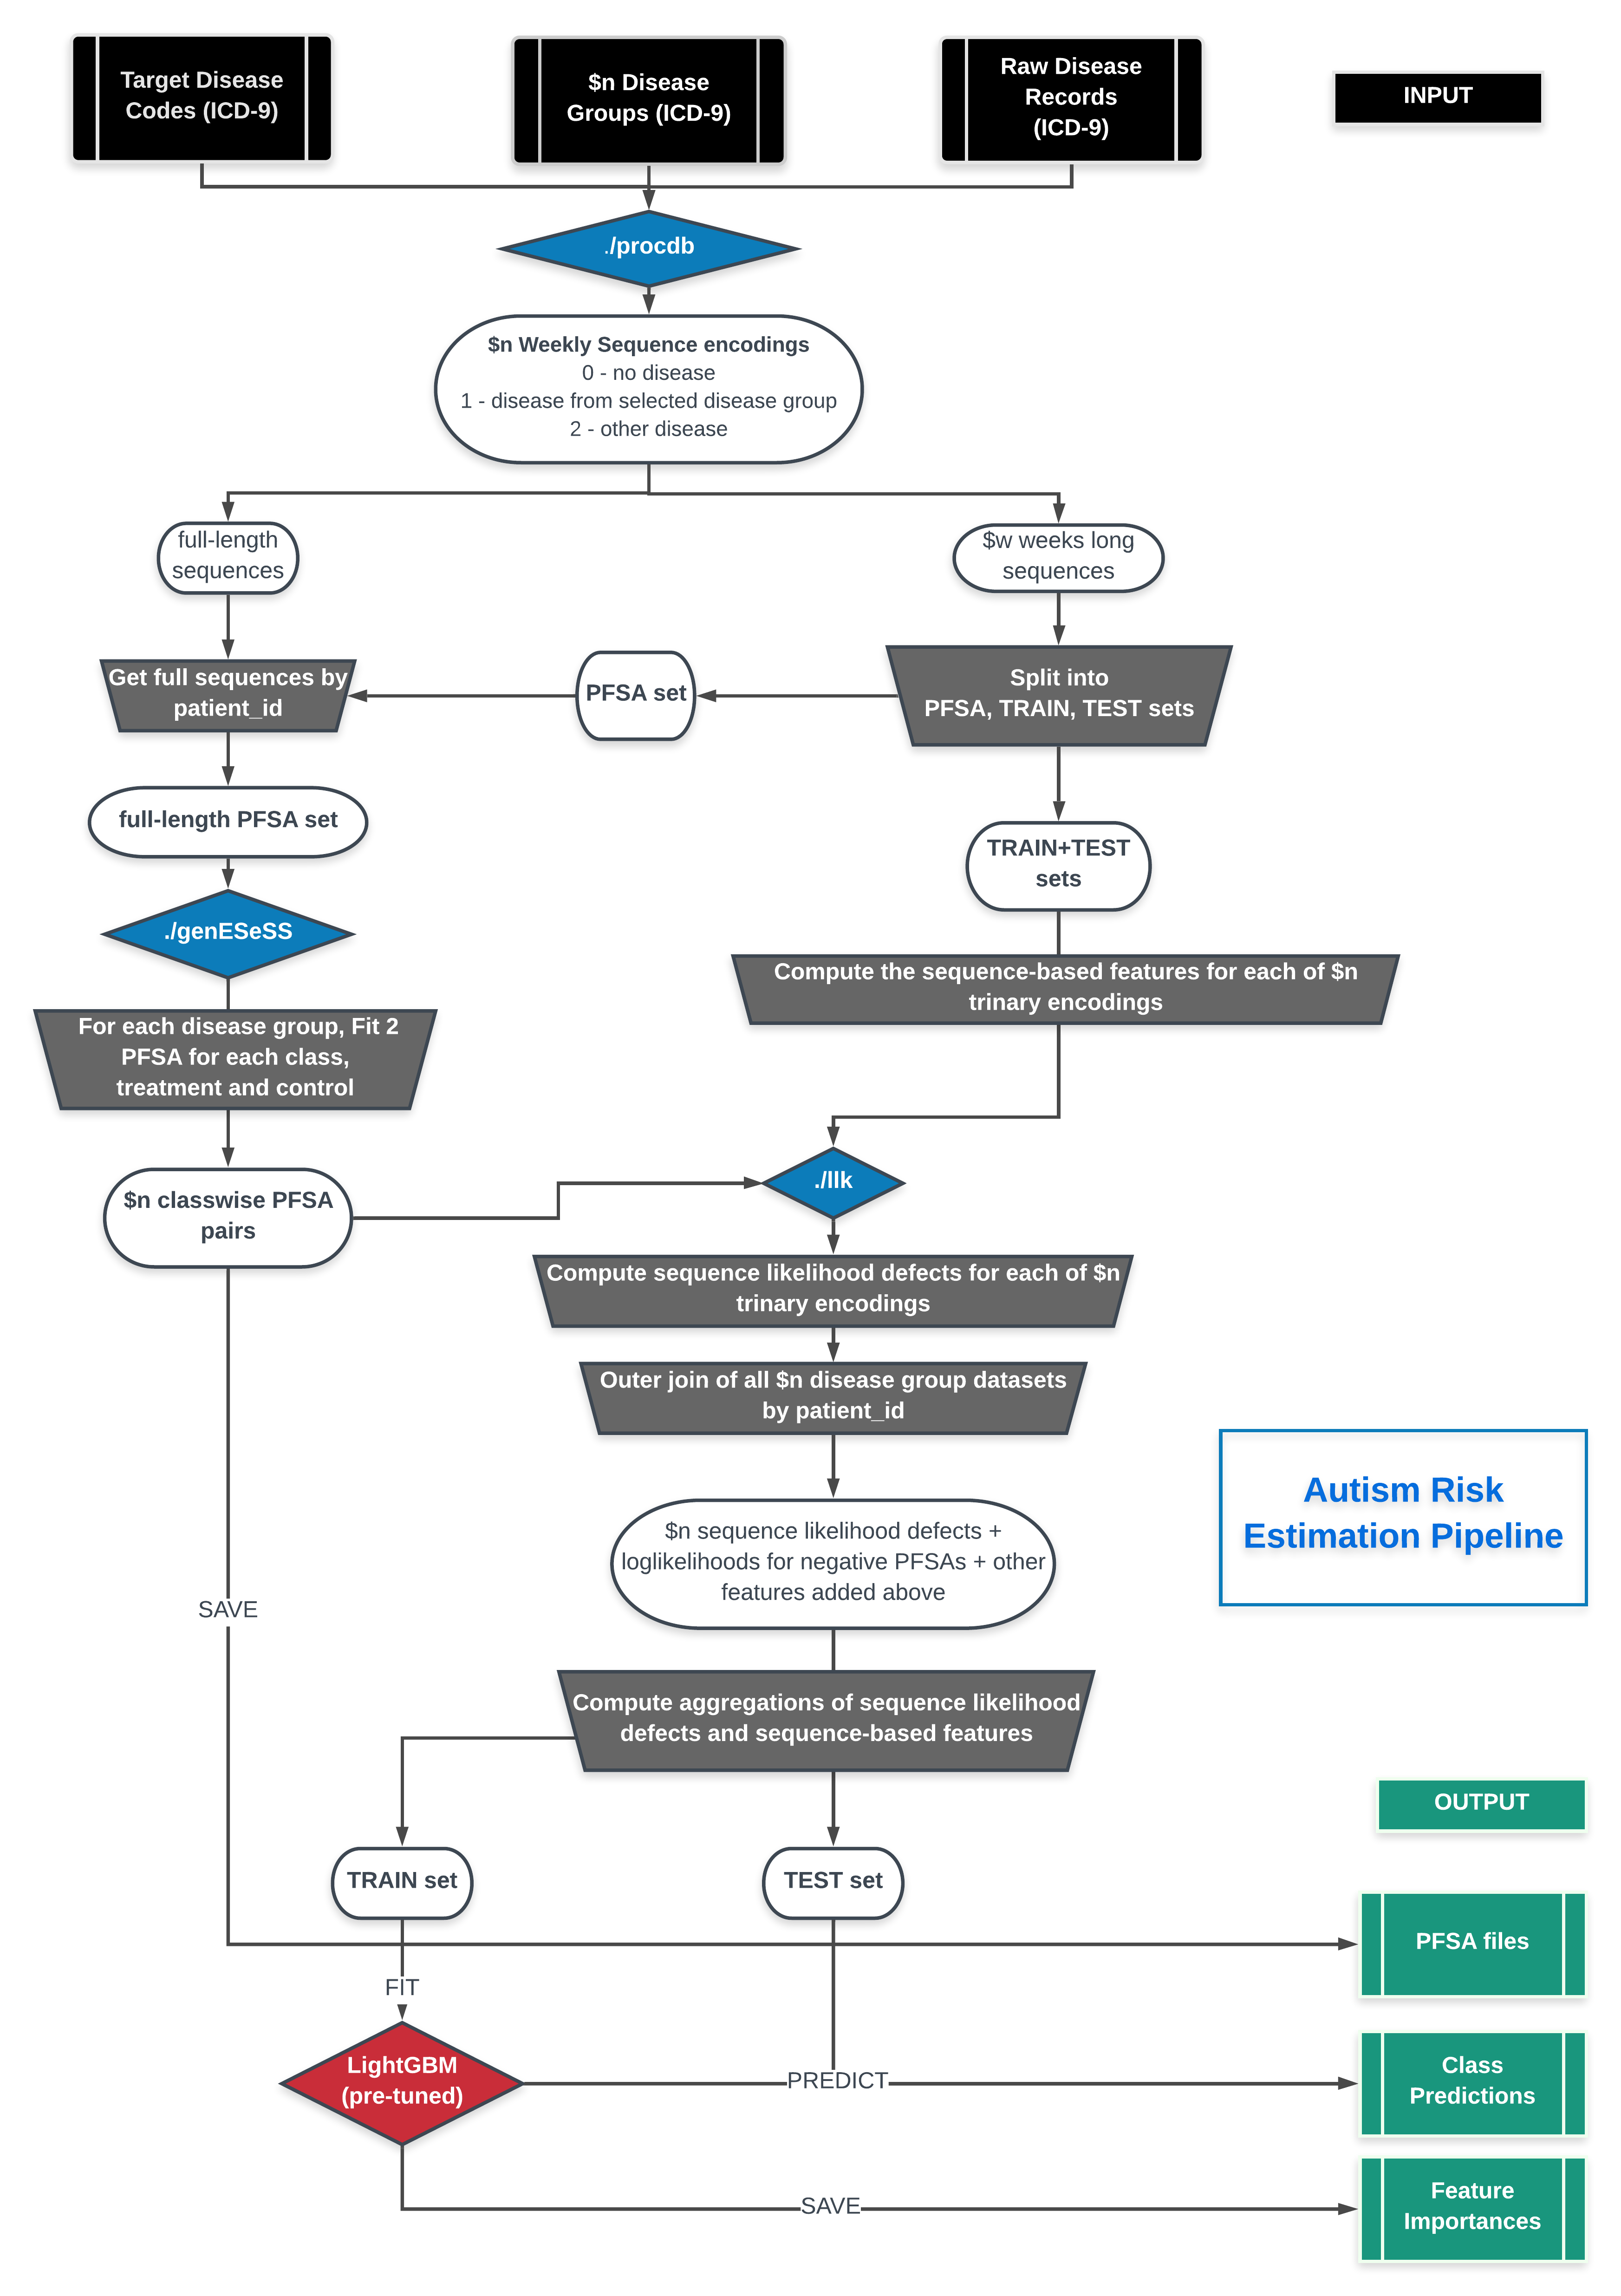 Target Disease
Codes (ICD-9)
$n Disease
Groups (ICD-9)
Raw Disease
Records
(ICD-9)
INPUT
./procdb
$n Weekly Sequence encodings
0 - no disease
1 - disease from selected disease group
2 - other disease
full-length
sequences
$w weeks long
sequences
Get full sequences by
patient_id
PFSA set
Split into
PFSA, TRAIN, TEST sets
full-length PFSA set
TRAIN+TEST
sets
./genESeSS
Compute the sequence-based features for each of $n
trinary encodings
For each disease group, Fit 2
PFSA for each class,
treatment and control
$n classwise PFSA
pairs
./llk
Compute sequence likelihood defects for each of $n
trinary encodings
Outer join of all $n disease group datasets
by patient_id
Autism Risk
Estimation Pipeline
$n sequence likelihood defects +
loglikelihoods for negative PFSAs + other
features added above
SAVE
Compute aggregations of sequence likelihood
defects and sequence-based features
OUTPUT
TRAIN set
TEST set
PFSA files
FIT
LightGBM
(pre-tuned)
PREDICT
Class
Predictions
SAVE
Feature
Importances